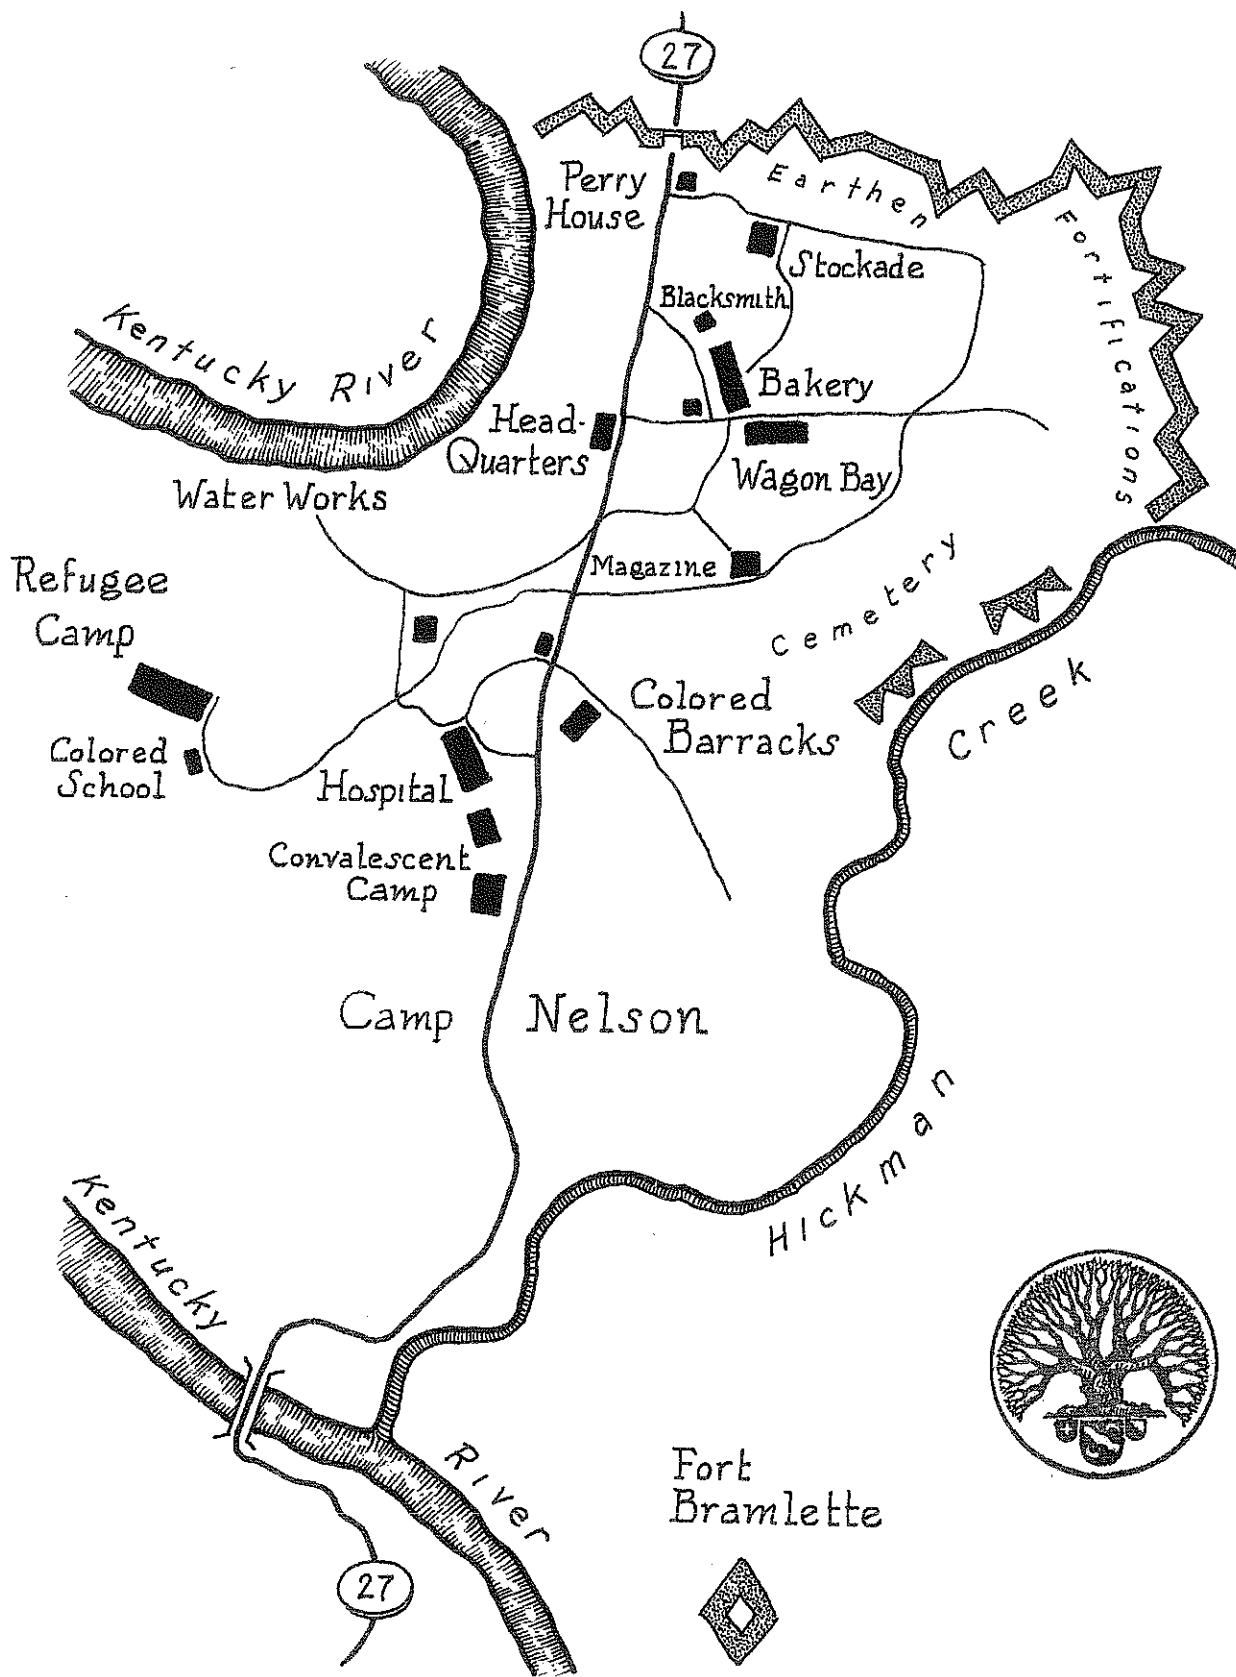 27
Perry
House
Earthen
Fortifications
Stockade
Blacksmith
Kentucky River
Bakery
Head-
Quarters
Wagon Bay
Water Works
Magazine
Cemetery
Refugee
Camp
Colored
Barracks
Creek
Colored
School
Hospital
Convalescent
Camp
Camp Nelson
Hickman
Kentucky
River
Fort
Bramlette
27